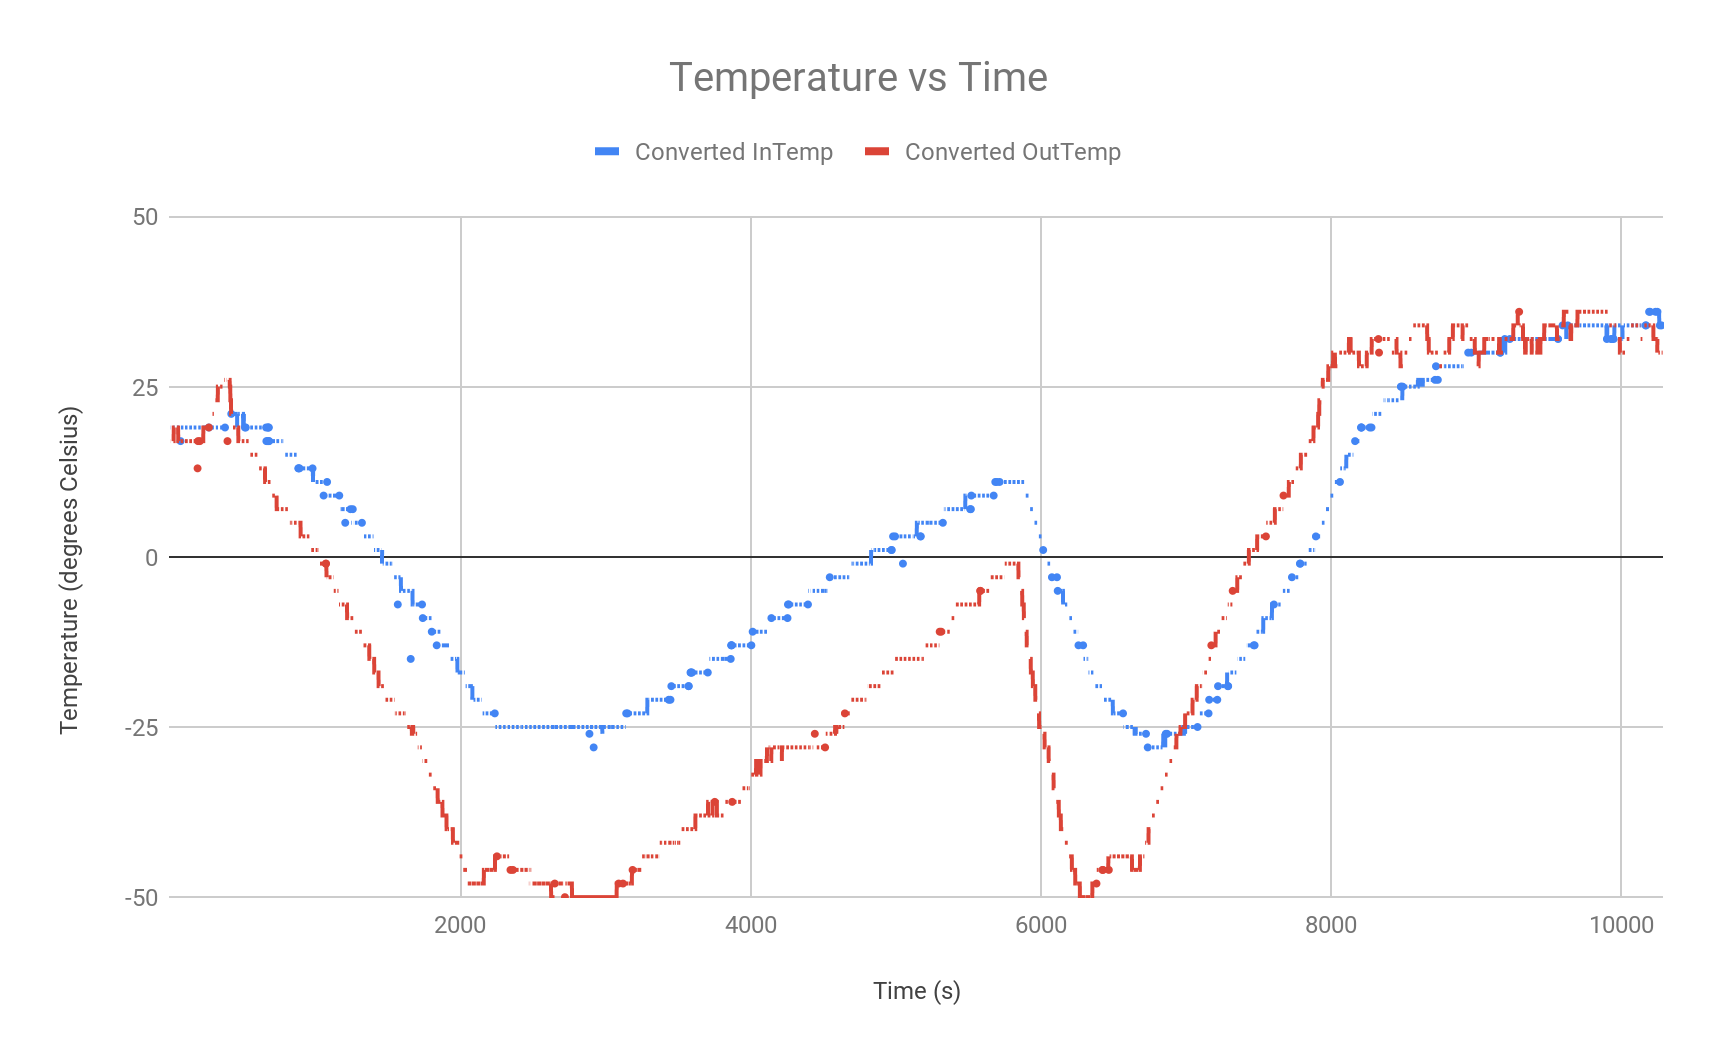 Temperature vs Time
Converted InTemp Converted OutTemp
50
25
0
-25
-50
Temperature (degrees Celsius)
2000 4000 6000 8000 10000
Time (s)